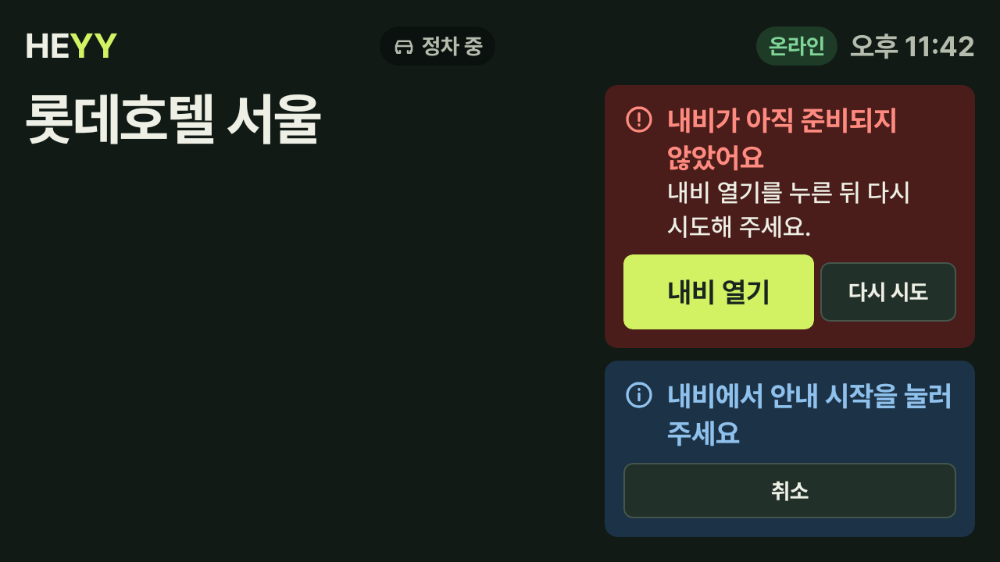 HEYY
정차 중
온라인
오후 11:42
롯데호텔 서울
내비가 아직 준비되지
않았어요
내비 열기를 누른 뒤 다시
시도해 주세요.
내비 열기
다시 시도
내비에서 안내 시작을 눌러
주세요
취소